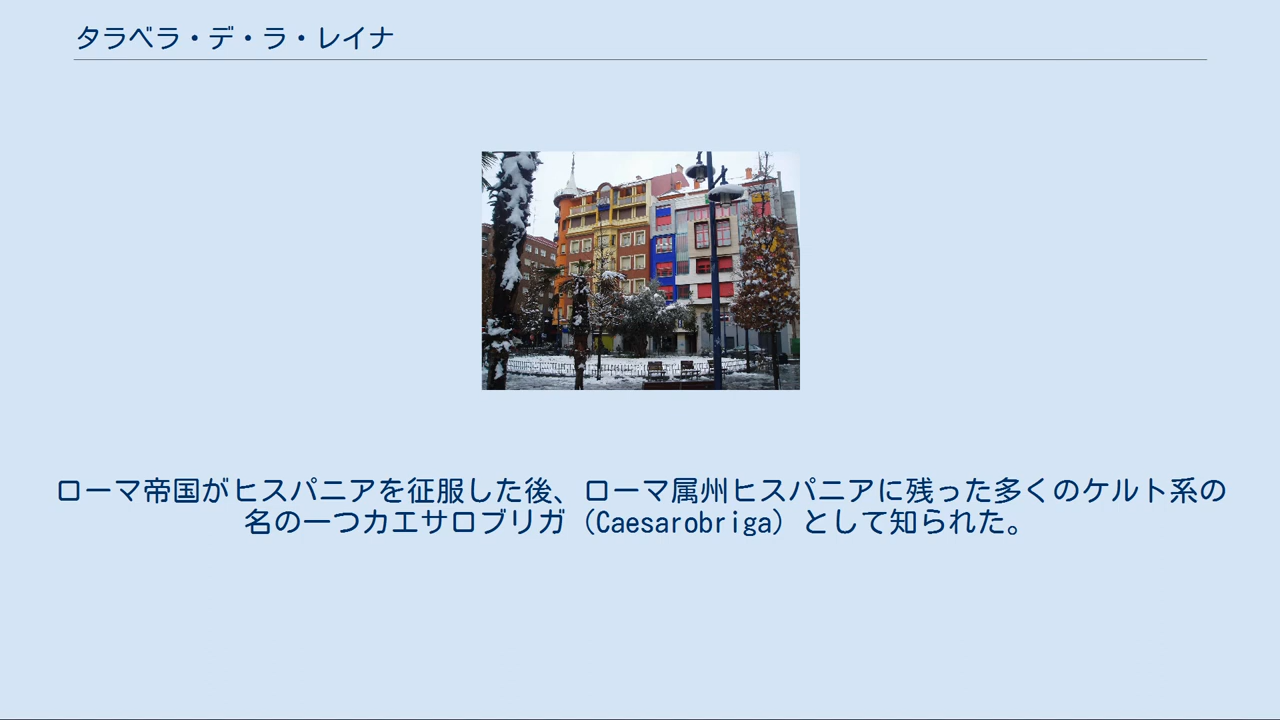 タラベラ・デ・ラ・レイナ
ローマ帝国がヒスパニアを征服した後、ローマ属州ヒスパニアに残った多くのケルト系の
名の一つカエサロブリガ（Caesarobriga）として知られた。